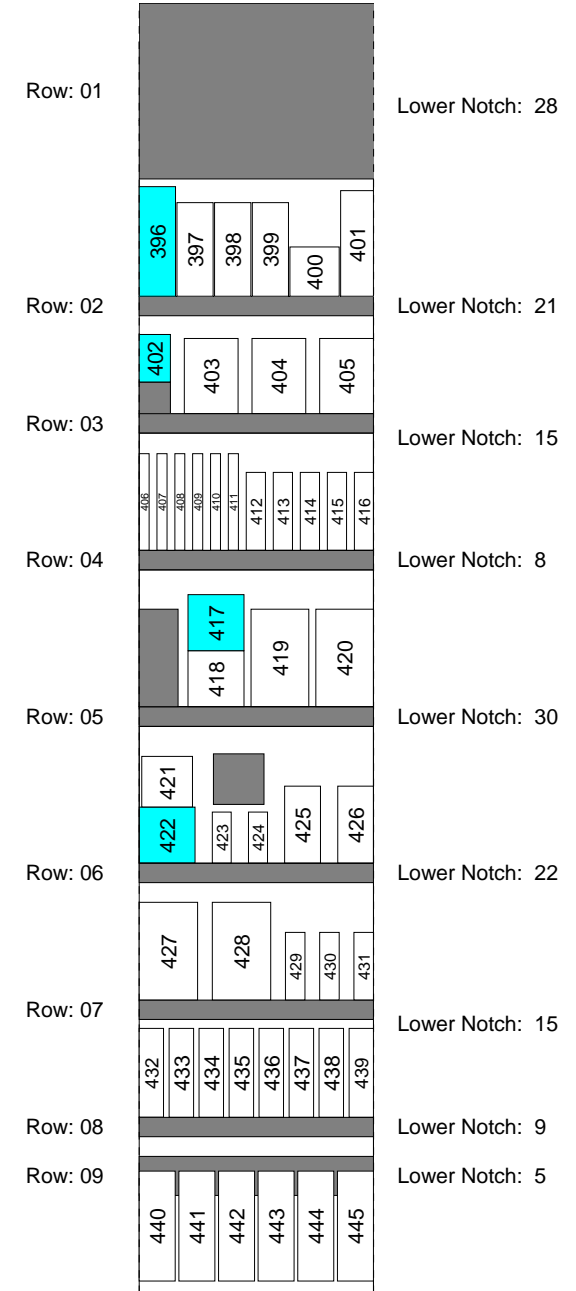 Row: 01 Lower Notch: 28
396 397 398 399 400 401
Row: 02 Lower Notch: 21
402 403 404 405
Row: 03 Lower Notch: 15
406 407 408 409 410 411 412 413 414 415 416
Row: 04 Lower Notch: 8
417 418 419 420
Row: 05 Lower Notch: 30
421 422 423 424 425 426
Row: 06 Lower Notch: 22
427 428 429 430 431
Row: 07 Lower Notch: 15
432 433 434 435 436 437 438 439
Row: 08 Lower Notch: 9
Row: 09 Lower Notch: 5
440 441 442 443 444 445